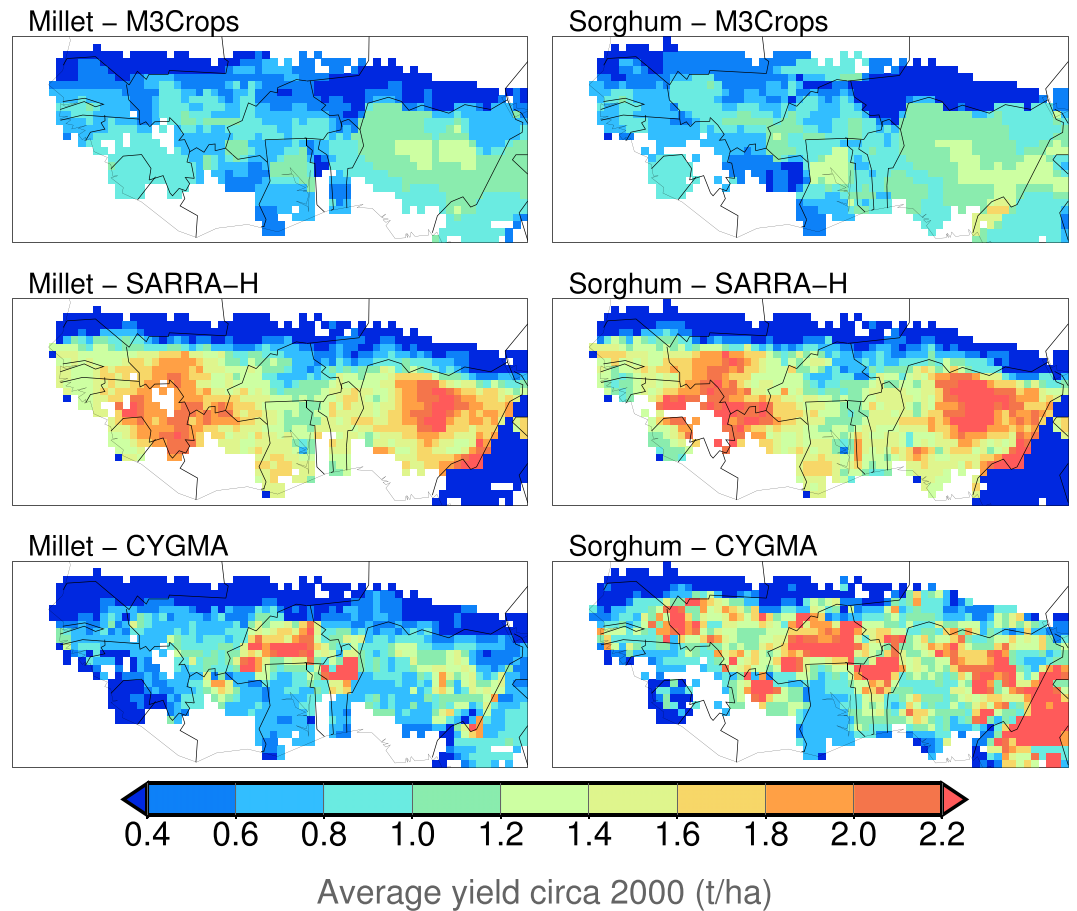 Millet − M3Crops
Sorghum − M3Crops
Millet − SARRA−H
Sorghum − SARRA−H
Millet − CYGMA
Sorghum − CYGMA
0.4 0.6 0.8 1.0 1.2 1.4 1.6 1.8 2.0 2.2
Average yield circa 2000 (t/ha)